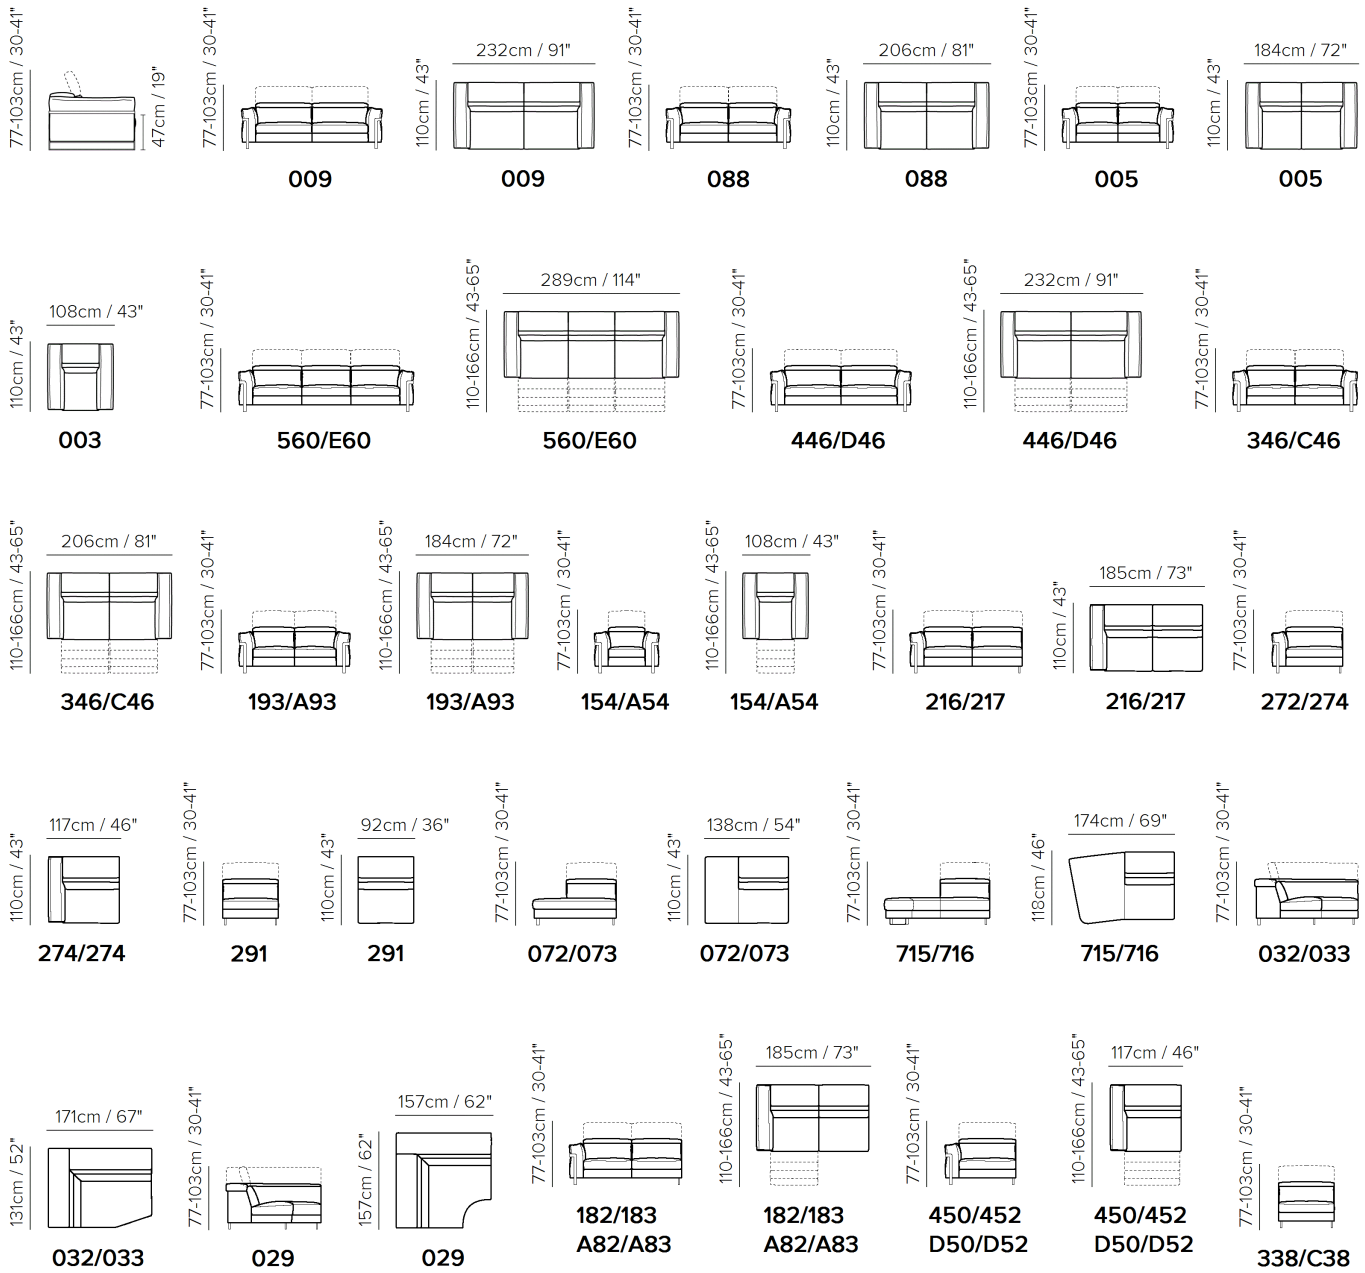 77-103cm / 30-41"
47cm / 19"
77-103cm / 30-41"
009
110cm / 43"
232cm / 91"
009
77-103cm / 30-41"
088
110cm / 43"
206cm / 81"
088
77-103cm / 30-41"
005
110cm / 43"
184cm / 72"
005
110cm / 43"
108cm / 43"
003
77-103cm / 30-41"
560/E60
110-166cm / 43-65"
289cm / 114"
560/E60
77-103cm / 30-41"
446/D46
110-166cm / 43-65"
232cm / 91"
446/D46
77-103cm / 30-41"
346/C46
110-166cm / 43-65"
206cm / 81"
346/C46
77-103cm / 30-41"
193/A93
110-166cm / 43-65"
184cm / 72"
193/A93
77-103cm / 30-41"
154/A54
110-166cm / 43-65"
108cm / 43"
154/A54
77-103cm / 30-41"
216/217
110cm / 43"
185cm / 73"
216/217
77-103cm / 30-41"
272/274
110cm / 43"
117cm / 46"
274/274
77-103cm / 30-41"
291
110cm / 43"
92cm / 36"
291
77-103cm / 30-41"
072/073
110cm / 43"
138cm / 54"
072/073
77-103cm / 30-41"
715/716
118cm / 46"
174cm / 69"
715/716
77-103cm / 30-41"
032/033
131cm / 52"
171cm / 67"
032/033
77-103cm / 30-41"
029
157cm / 62"
157cm / 62"
029
77-103cm / 30-41"
182/183
A82/A83
110-166cm / 43-65"
185cm / 73"
182/183
A82/A83
77-103cm / 30-41"
450/452
D50/D52
110-166cm / 43-65"
117cm / 46"
450/452
D50/D52
77-103cm / 30-41"
338/C38